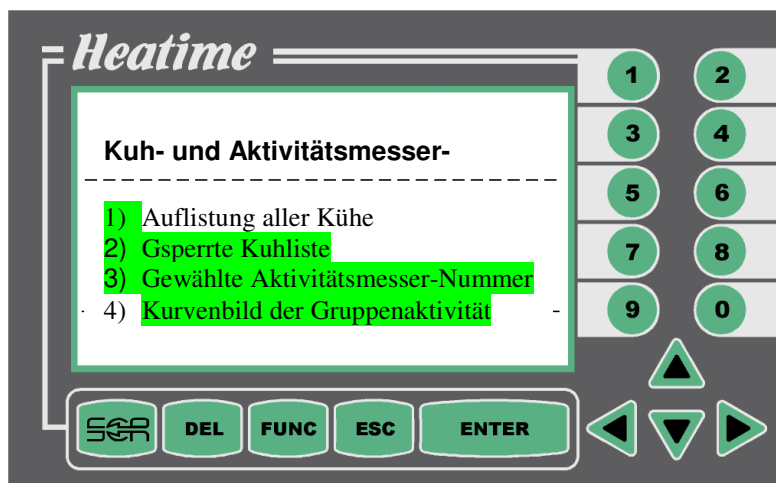 Heatime
Kuh- und Aktivitätsmesser-
1) Auflistung aller Kühe
2) Gsperrte Kuhliste
3) Gewählte Aktivitätsmesser-Nummer
4) Kurvenbild der Gruppenaktivität
1 2
3 4
5 6
7 8
9 0
SCR DEL FUNC ESC ENTER